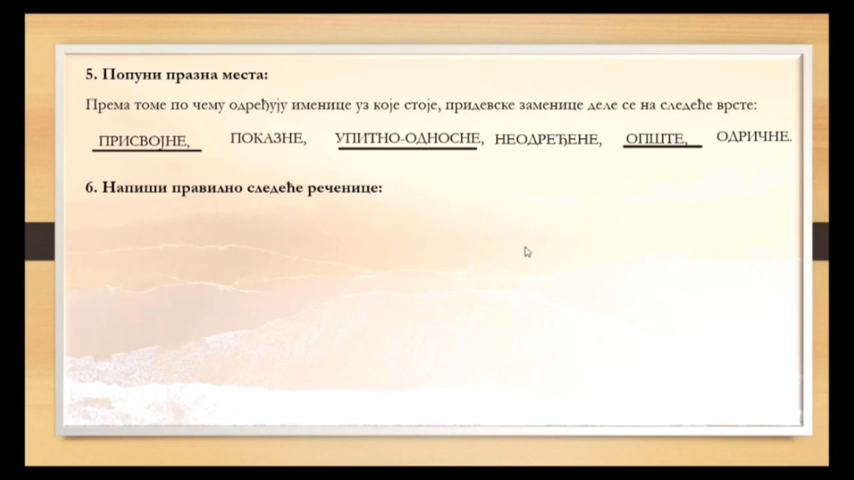 5. Попуни празна места:
Према томе по чему одређују именице уз које стоје, придевске заменице деле се на следеће врсте:
ПРИСВОЈНЕ, ПОКАЗНЕ, УПИТНО-ОДНОСНЕ, НЕОДРЕЂЕНЕ, ОПШТЕ, ОДРИЧНЕ.
6. Напиши правилно следеће реченице: